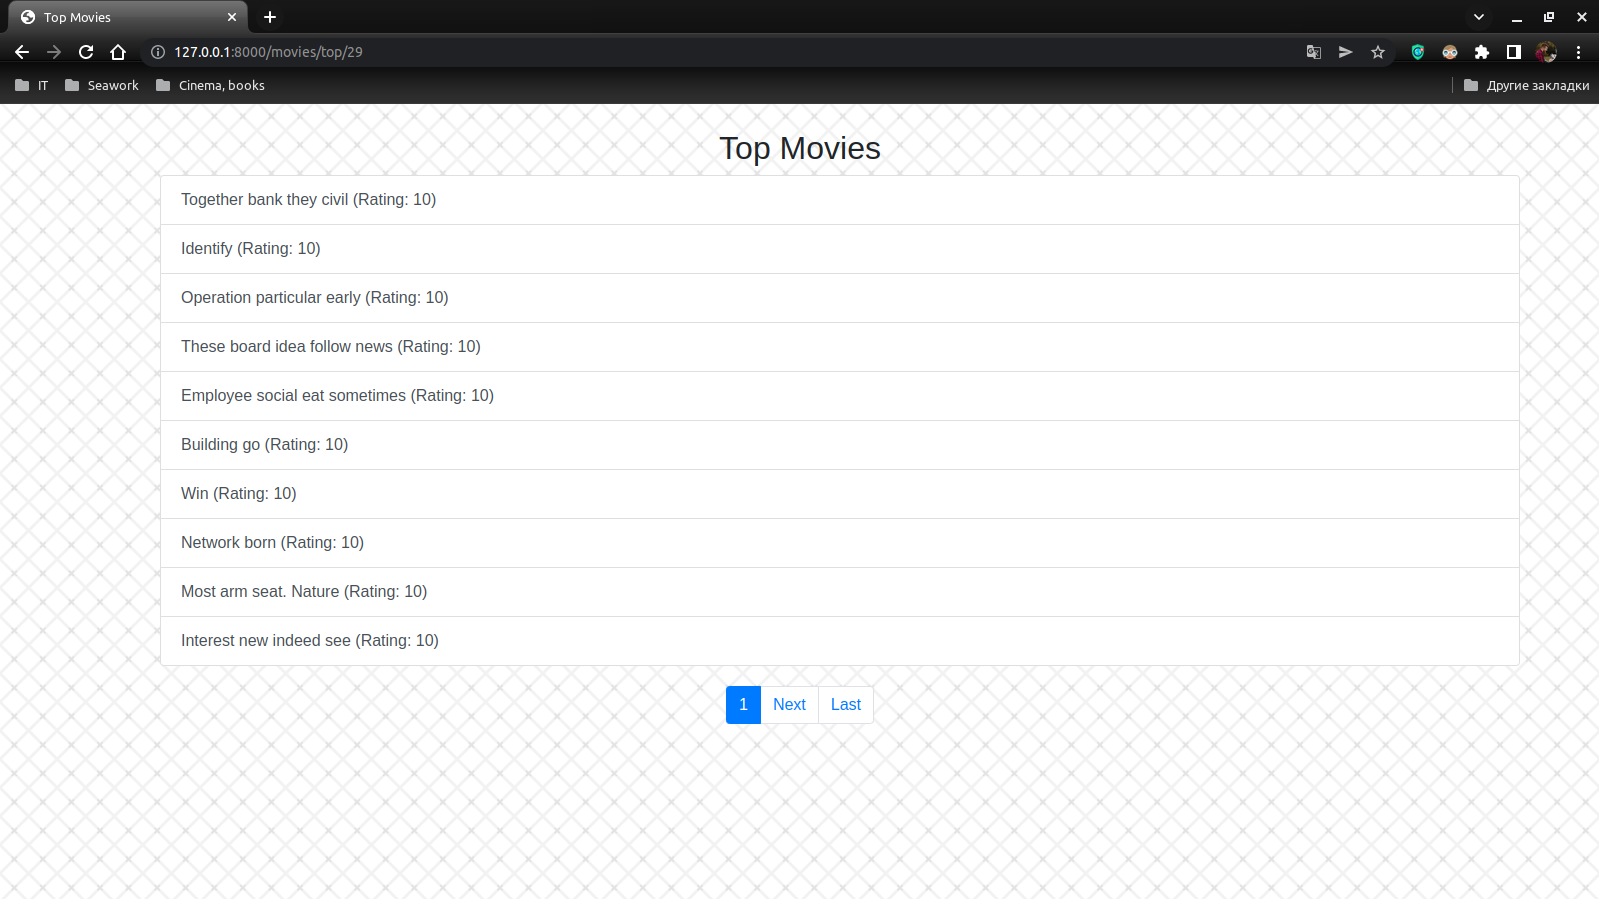 Top Movies
127.0.0.1:8000/movies/top/29
IT Seawork Cinema, books Другие закладки
Top Movies
Together bank they civil (Rating: 10)
Identify (Rating: 10)
Operation particular early (Rating: 10)
These board idea follow news (Rating: 10)
Employee social eat sometimes (Rating: 10)
Building go (Rating: 10)
Win (Rating: 10)
Network born (Rating: 10)
Most arm seat. Nature (Rating: 10)
Interest new indeed see (Rating: 10)
1 Next Last